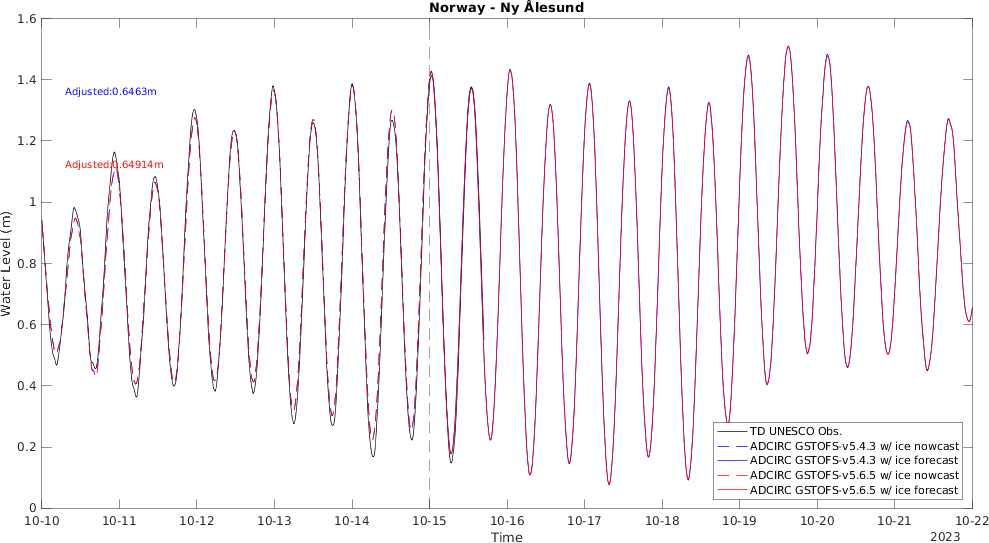 Norway - Ny Ålesund
1.6
1.4
1.2
1
0.8
0.6
0.4
0.2
0
Water Level (m)
Adjusted:0.6463m
Adjusted:0.64914m
TD UNESCO Obs.
ADCIRC GSTOFS-v5.4.3 w/ ice nowcast
ADCIRC GSTOFS-v5.4.3 w/ ice forecast
ADCIRC GSTOFS-v5.6.5 w/ ice nowcast
ADCIRC GSTOFS-v5.6.5 w/ ice forecast
10-10 10-11 10-12 10-13 10-14 10-15 10-16 10-17 10-18 10-19 10-20 10-21 10-22
Time
2023